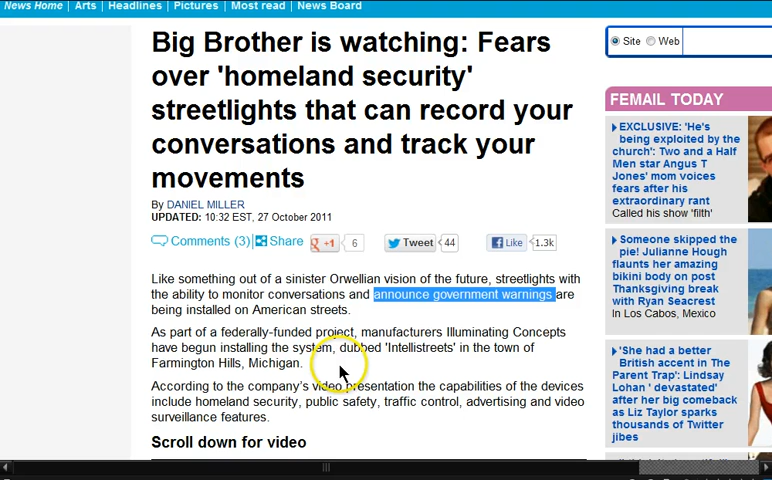 News Home | Arts | Headlines | Pictures | Most read | News Board
Big Brother is watching: Fears
over 'homeland security'
streetlights that can record your
conversations and track your
movements
By DANIEL MILLER
UPDATED: 10:32 EST, 27 October 2011
Comments (3) Share g +1 6 Tweet 44 Like 1.3k
Like something out of a sinister Orwellian vision of the future, streetlights with
the ability to monitor conversations and announce government warnings are
being installed on American streets.
As part of a federally-funded project, manufacturers Illuminating Concepts
have begun installing the system, dubbed 'Intellistreets' in the town of
Farmington Hills, Michigan.
According to the company's video presentation the capabilities of the devices
include homeland security, public safety, traffic control, advertising and video
surveillance features.
Scroll down for video
Site Web
FEMAIL TODAY
EXCLUSIVE: 'He's
being exploited by the
church': Two and a Half
Men star Angus T
Jones' mom voices
fears after his
extraordinary rant
Called his show 'filth'
Someone skipped the
pie! Julianne Hough
flaunts her amazing
bikini body on post
Thanksgiving break
with Ryan Seacrest
In Los Cabos, Mexico
'She had a better
British accent in The
Parent Trap': Lindsay
Lohan ' devastated'
after her big comeback
as Liz Taylor sparks
thousands of Twitter
jibes